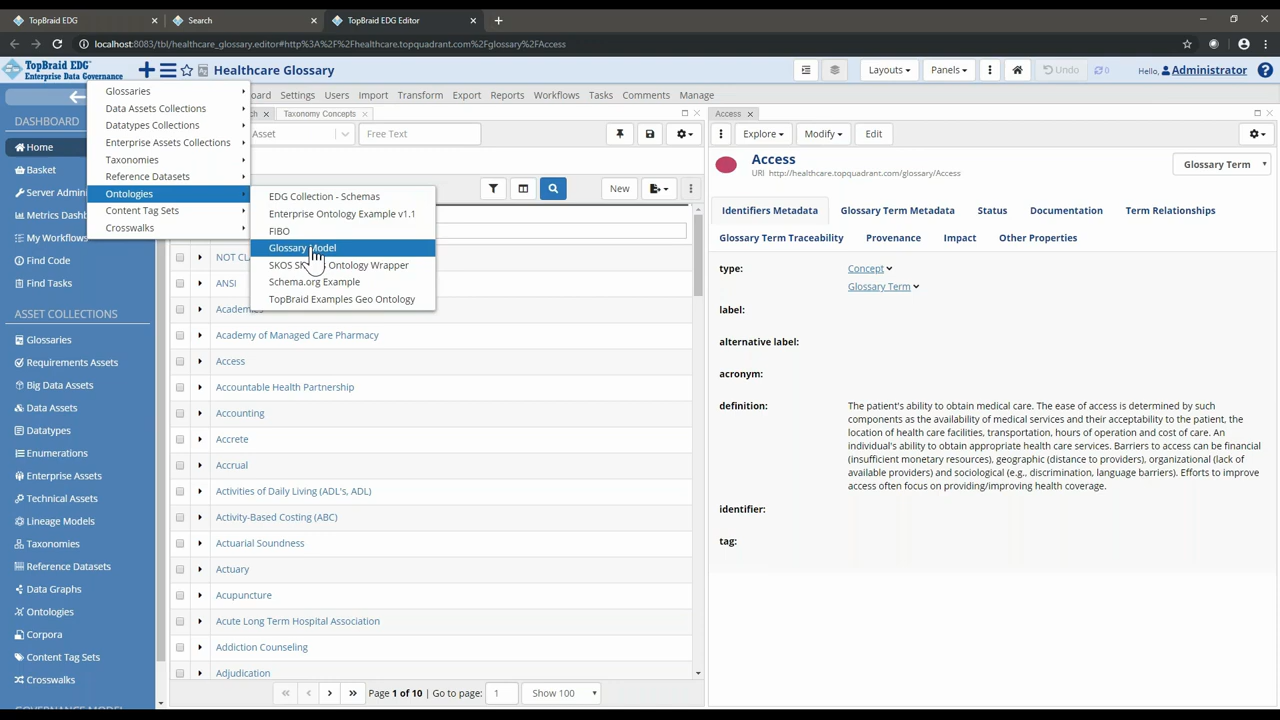 TopBraid EDG
Search
TopBraid EDG Editor
localhost:8083/tbl/healthcare_glossary.editor#http%3A%2F%2Fhealthcare.topquadrant.com%2Fglossary%2FAccess
TopBraid EDG
Enterprise Data Governance
Healthcare Glossary
Layouts
Panels
Undo
0
Hello, Administrator
Settings
Users
Import
Transform
Export
Reports
Workflows
Tasks
Comments
Manage
Glossaries
Data Assets Collections
Datatypes Collections
Enterprise Assets Collections
Taxonomies
Reference Datasets
Ontologies
Content Tag Sets
Crosswalks
EDG Collection - Schemas
Enterprise Ontology Example v1.1
FIBO
Glossary Model
SKOS Ontology Wrapper
Schema.org Example
TopBraid Examples Geo Ontology
DASHBOARD
Home
Basket
Server Admin
Metrics Dash
My Workflows
Find Code
Find Tasks
ASSET COLLECTIONS
Glossaries
Requirements Assets
Big Data Assets
Data Assets
Datatypes
Enumerations
Enterprise Assets
Technical Assets
Lineage Models
Taxonomies
Reference Datasets
Data Graphs
Ontologies
Corpora
Content Tag Sets
Crosswalks
Taxonomy Concepts
Asset
Free Text
New
NOT CL
ANSI
Academic
Academy of Managed Care Pharmacy
Access
Accountable Health Partnership
Accounting
Accrete
Accrual
Activities of Daily Living (ADL's, ADL)
Activity-Based Costing (ABC)
Actuarial Soundness
Actuary
Acupuncture
Acute Long Term Hospital Association
Addiction Counseling
Adjudication
Page 1 of 10 | Go to page: 1
Show 100
Access
Explore
Modify
Edit
Access
URI http://healthcare.topquadrant.com/glossary/Access
Glossary Term
Identifiers Metadata
Glossary Term Metadata
Status
Documentation
Term Relationships
Glossary Term Traceability
Provenance
Impact
Other Properties
type:
Concept
Glossary Term
label:
alternative label:
acronym:
definition:
The patient's ability to obtain medical care. The ease of access is determined by such
components as the availability of medical services and their acceptability to the patient, the
location of health care facilities, transportation, hours of operation and cost of care. An
individual's ability to obtain appropriate health care services. Barriers to access can be financial
(insufficient monetary resources), geographic (distance to providers), organizational (lack of
available providers) and sociological (e.g., discrimination, language barriers). Efforts to improve
access often focus on providing/improving health coverage.
identifier:
tag: